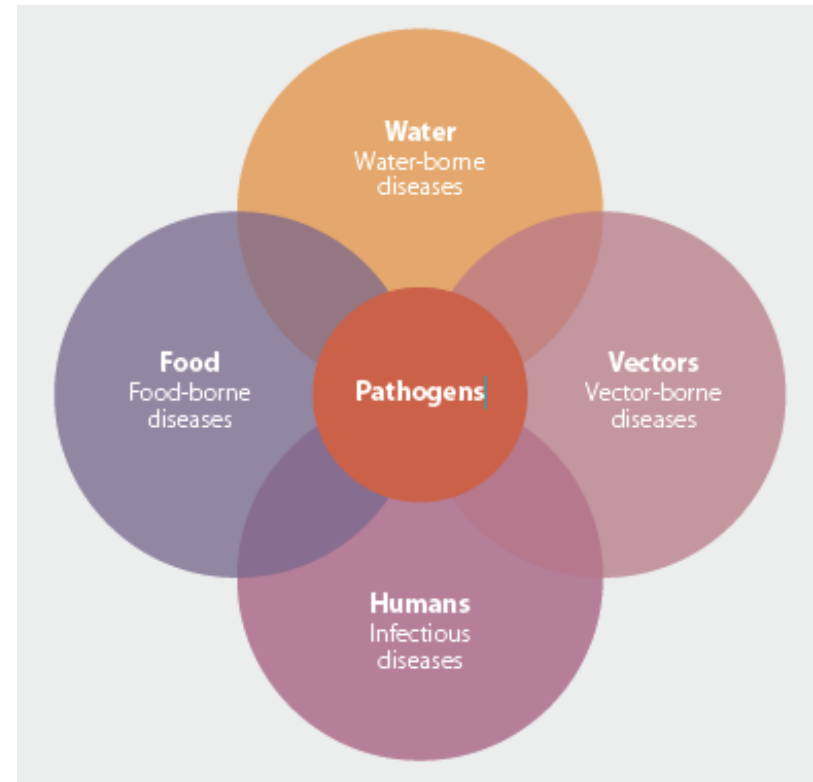 Water
Water-borne
diseases
Food
Food-borne
diseases
Pathogens
Vectors
Vector-borne
diseases
Humans
Infectious
diseases